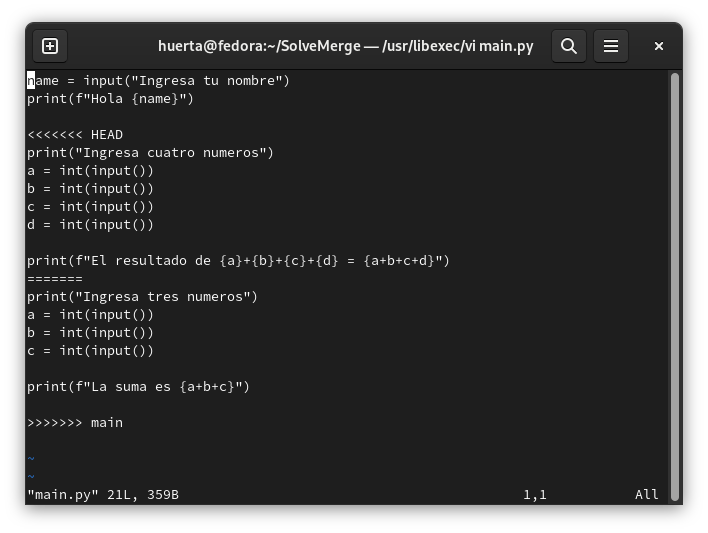 huerta@fedora:~/SolveMerge — /usr/libexec/vi main.py
name = input("Ingresa tu nombre")
print(f"Hola {name}")
<<<<<<< HEAD
print("Ingresa cuatro numeros")
a = int(input())
b = int(input())
c = int(input())
d = int(input())
print(f"El resultado de {a}+{b}+{c}+{d} = {a+b+c+d}")
=======
print("Ingresa tres numeros")
a = int(input())
b = int(input())
c = int(input())
print(f"La suma es {a+b+c}")
>>>>>>> main
~
~
"main.py" 21L, 359B 1,1 All